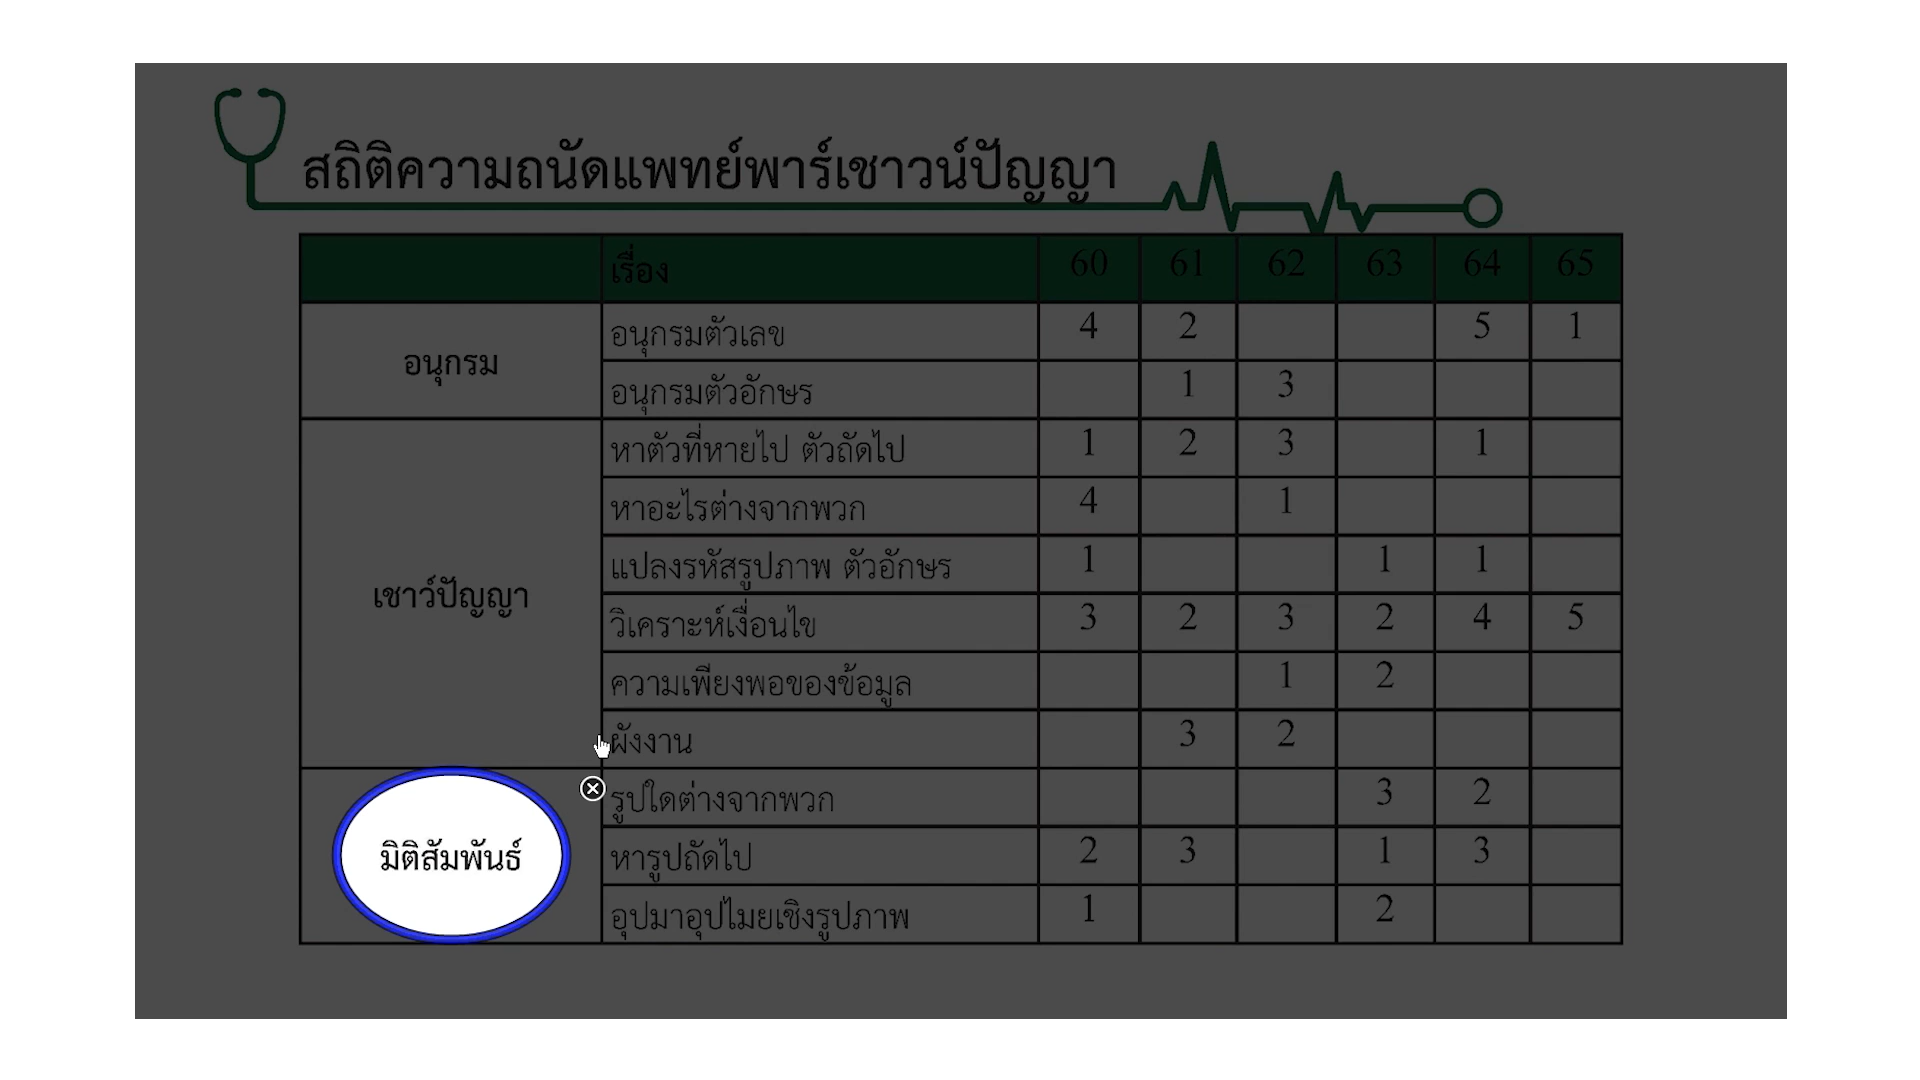 สถิติความถนัดแพทย์พาร์เชาวน์ปัญญา
เรื่อง 60 61 62 63 64 65
อนุกรม
อนุกรมตัวเลข 4 2 5 1
อนุกรมตัวอักษร 1 3
เชาว์ปัญญา
หาตัวที่หายไป ตัวถัดไป 1 2 3 1
หาอะไรต่างจากพวก 4 1
แปลงรหัสรูปภาพ ตัวอักษร 1 1 1
วิเคราะห์เงื่อนไข 3 2 3 2 4 5
ความเพียงพอของข้อมูล 1 2
ผังงาน 3 2
มิติสัมพันธ์
รูปใดต่างจากพวก 3 2
หารูปถัดไป 2 3 1 3
อุปมาอุปไมยเชิงรูปภาพ 1 2